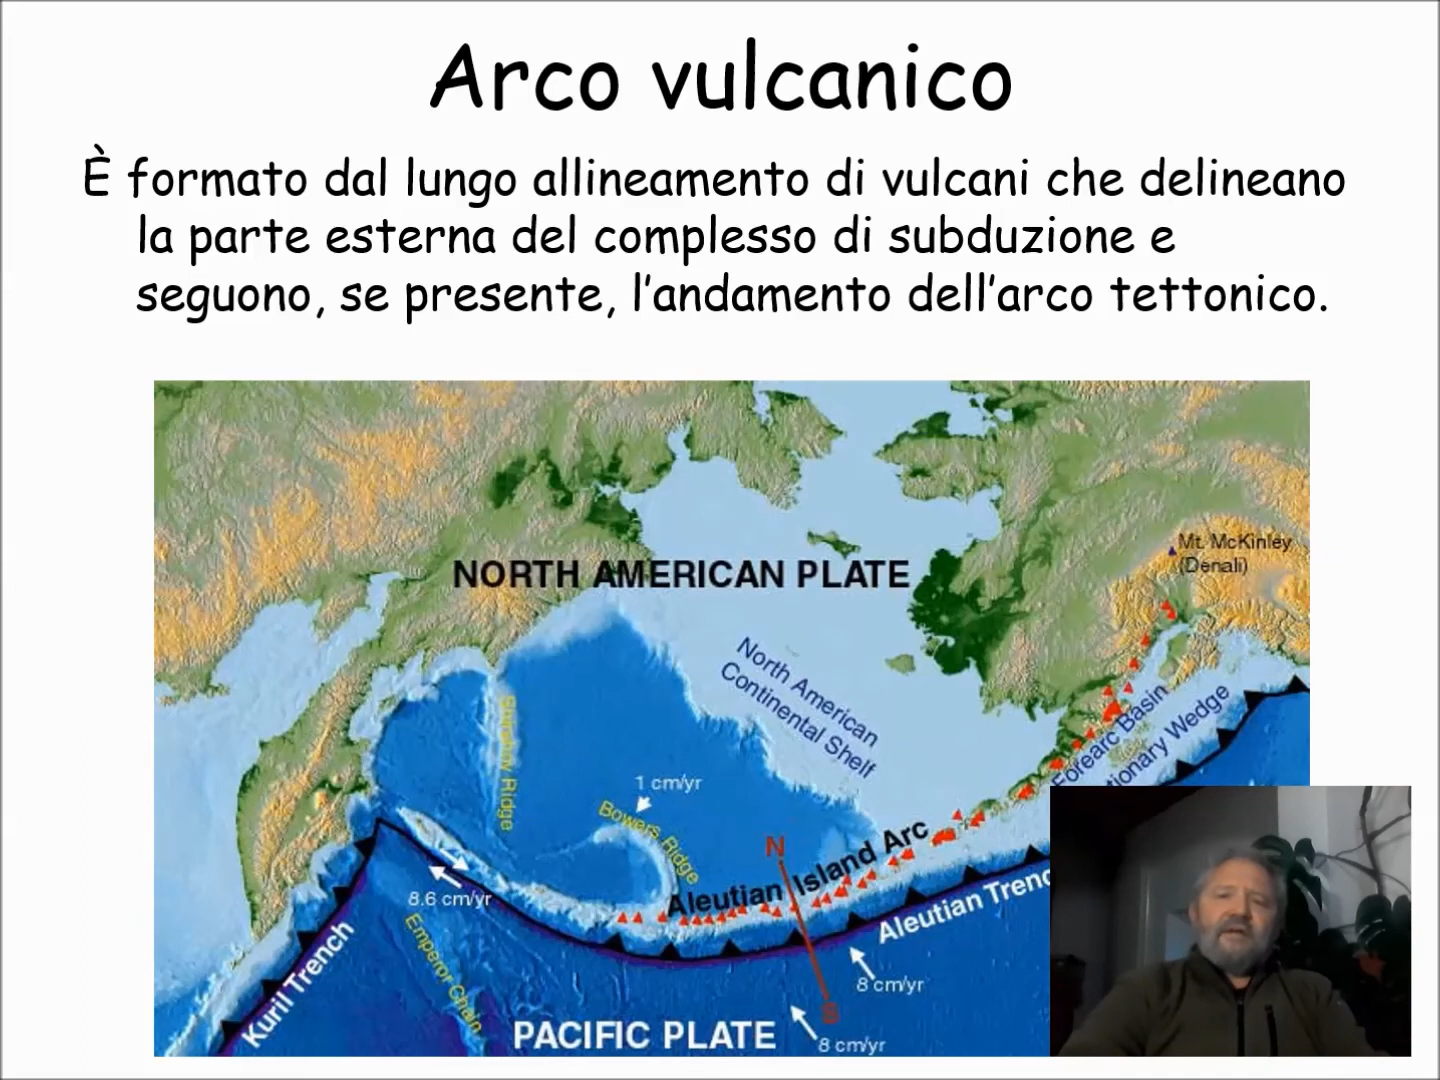 Arco vulcanico
È formato dal lungo allineamento di vulcani che delineano
la parte esterna del complesso di subduzione e
seguono, se presente, l'andamento dell'arco tettonico.
Mt. McKinley
(Denali)
NORTH AMERICAN PLATE
North American
Continental Shelf
Forearc Basin
Wedge
Ridge
1 cm/yr
Bowers Ridge
N
Aleutian Island Arc
Aleutian
8.6 cm/yr
Emperor Chain
Kuril Trench
8 cm/yr
S
PACIFIC PLATE
8 cm/yr